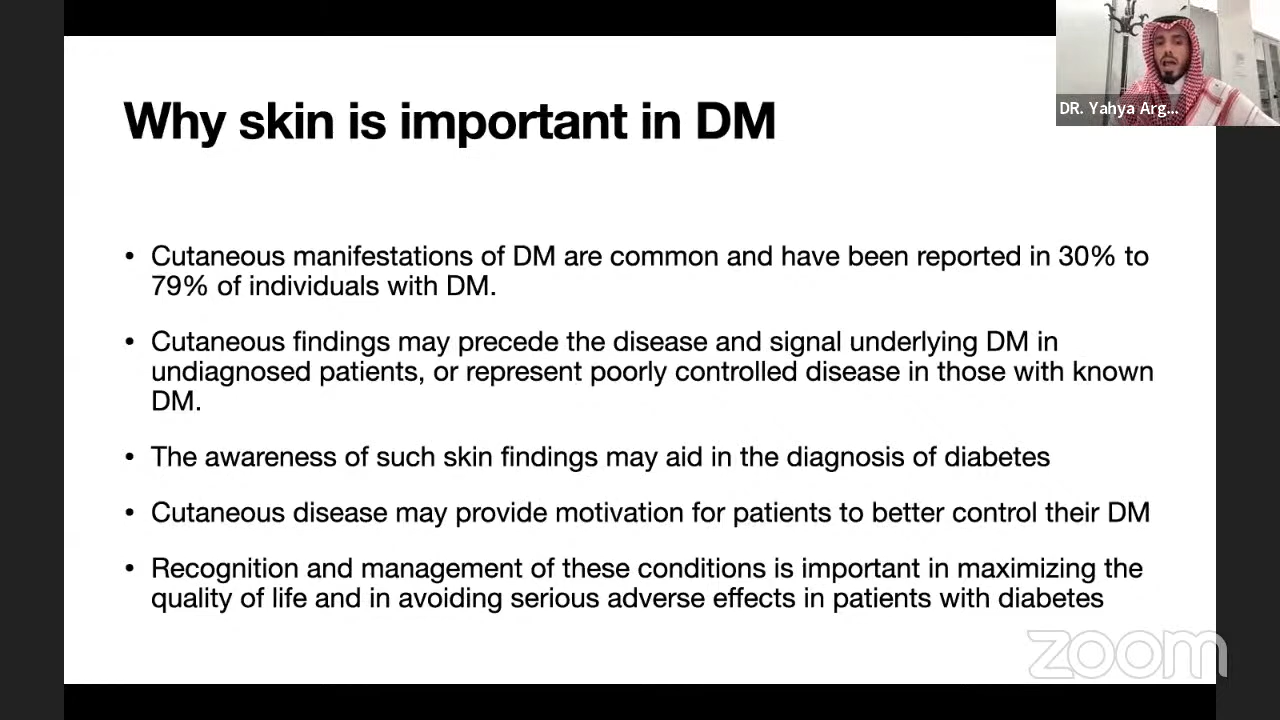 Why skin is important in DM
DR. Yahya Arg...
• Cutaneous manifestations of DM are common and have been reported in 30% to
79% of individuals with DM.
• Cutaneous findings may precede the disease and signal underlying DM in
undiagnosed patients, or represent poorly controlled disease in those with known
DM.
• The awareness of such skin findings may aid in the diagnosis of diabetes
• Cutaneous disease may provide motivation for patients to better control their DM
• Recognition and management of these conditions is important in maximizing the
quality of life and in avoiding serious adverse effects in patients with diabetes
zoom